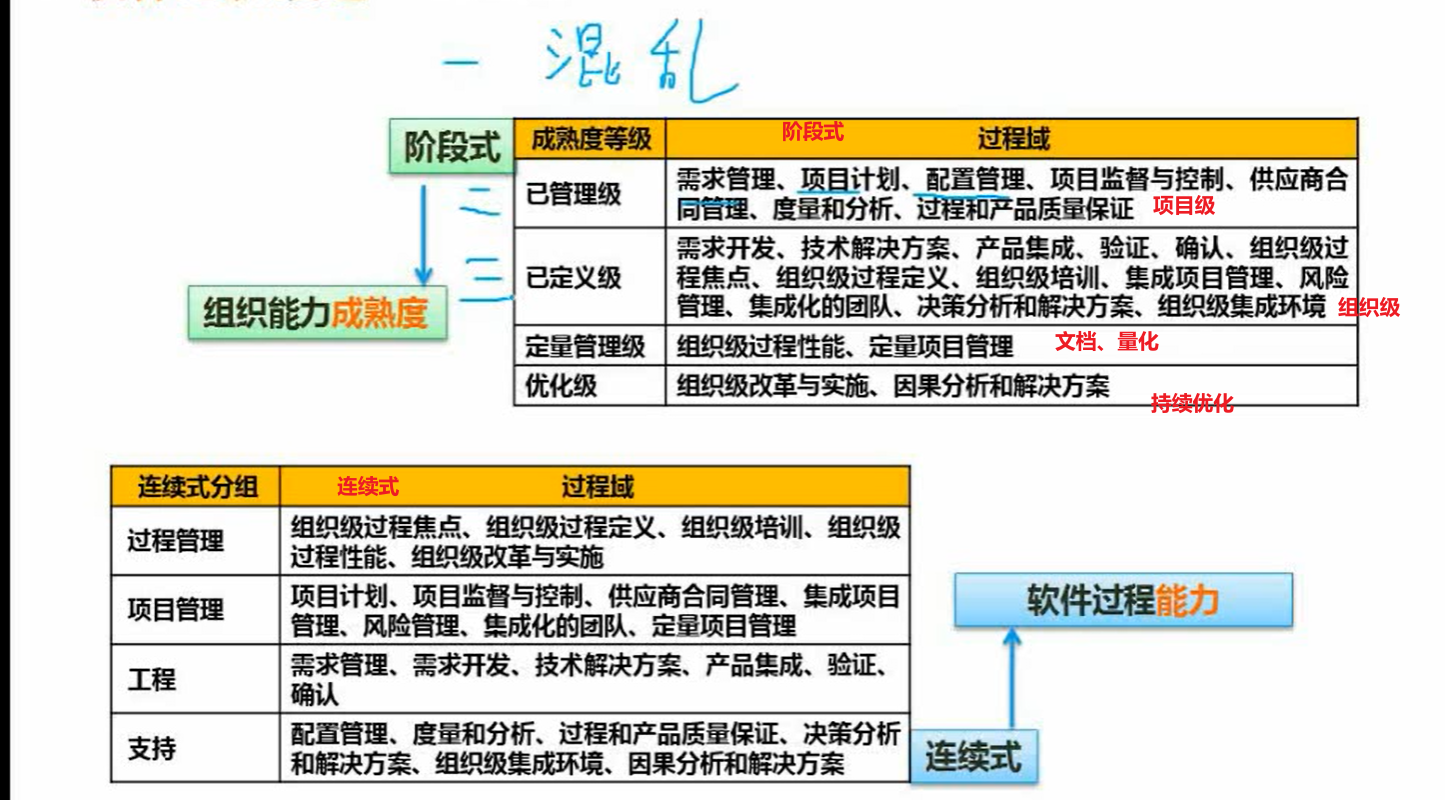 一 混乱
阶段式
成熟度等级 阶段式 过程域
二 已管理级
需求管理、项目计划、配置管理、项目监督与控制、供应商合
同管理、度量和分析、过程和产品质量保证 项目级
三 已定义级
需求开发、技术解决方案、产品集成、验证、确认、组织级过
程焦点、组织级过程定义、组织级培训、集成项目管理、风险
管理、集成化的团队、决策分析和解决方案、组织级集成环境 组织级
组织能力成熟度
定量管理级 组织级过程性能、定量项目管理 文档、量化
优化级 组织级改革与实施、因果分析和解决方案
持续优化
连续式分组 连续式 过程域
过程管理
组织级过程焦点、组织级过程定义、组织级培训、组织级
过程性能、组织级改革与实施
项目管理
项目计划、项目监督与控制、供应商合同管理、集成项目
管理、风险管理、集成化的团队、定量项目管理
工程
需求管理、需求开发、技术解决方案、产品集成、验证、
确认
支持
配置管理、度量和分析、过程和产品质量保证、决策分析
和解决方案、组织级集成环境、因果分析和解决方案
软件过程能力
连续式